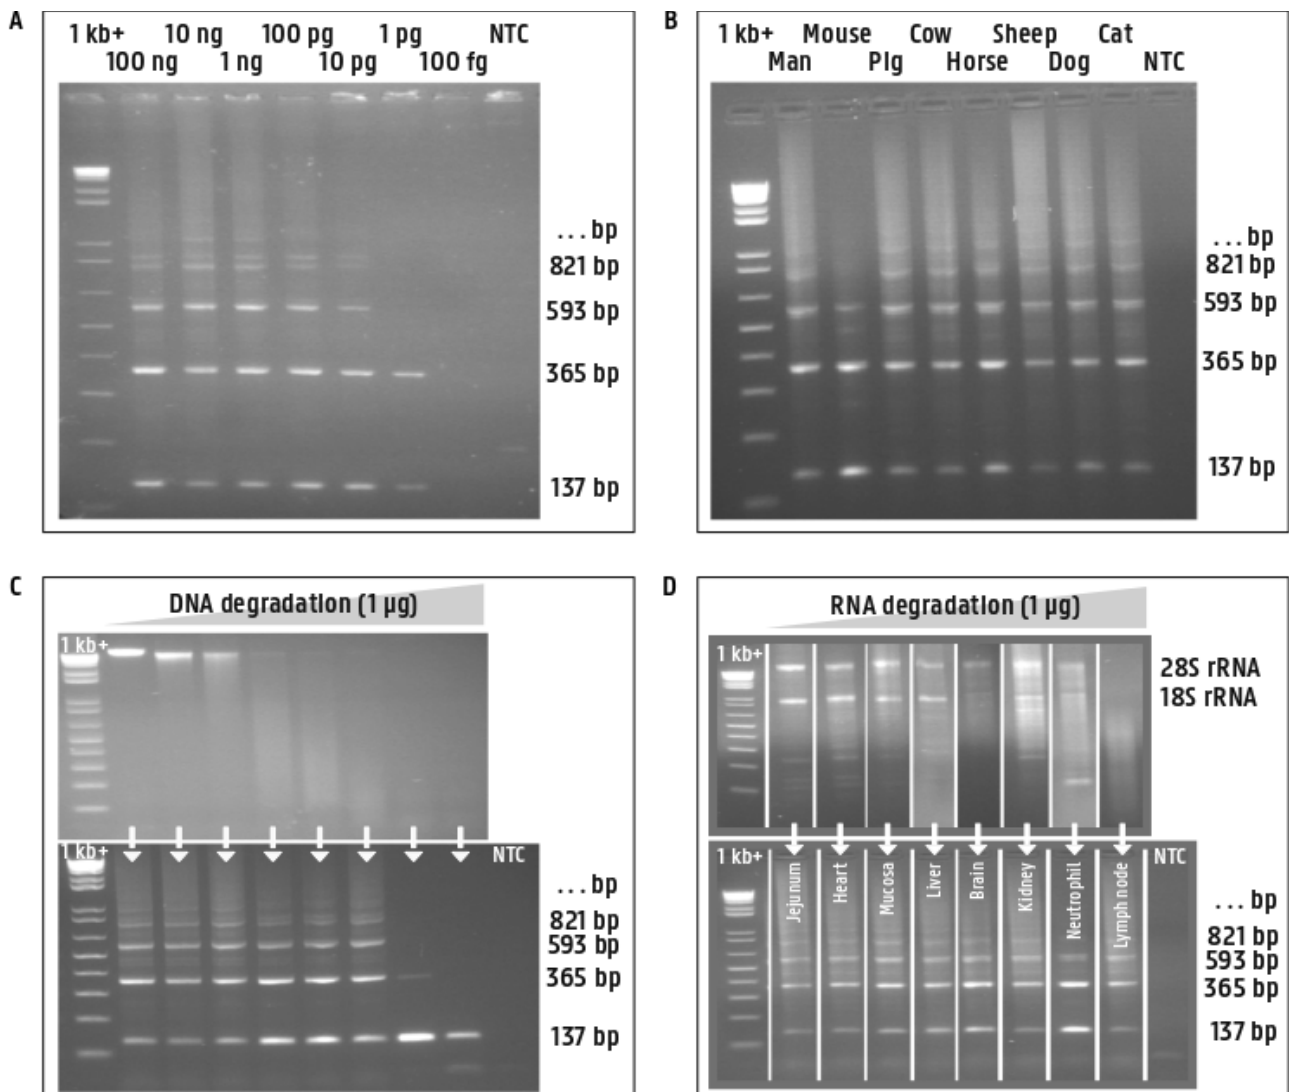 A
1 kb+ 10 ng 100 pg 1 pg NTC
100 ng 1 ng 10 pg 100 fg
... bp
821 bp
593 bp
365 bp
137 bp
B
1 kb+ Mouse Cow Sheep Cat
Man Pig Horse Dog NTC
... bp
821 bp
593 bp
365 bp
137 bp
C
DNA degradation (1 µg)
1 kb+
1 kb+ NTC
... bp
821 bp
593 bp
365 bp
137 bp
D
RNA degradation (1 µg)
1 kb+
28S rRNA
18S rRNA
1 kb+ Jejunum Heart Mucosa Liver Brain Kidney Neutrophil Lymph node NTC
... bp
821 bp
593 bp
365 bp
137 bp